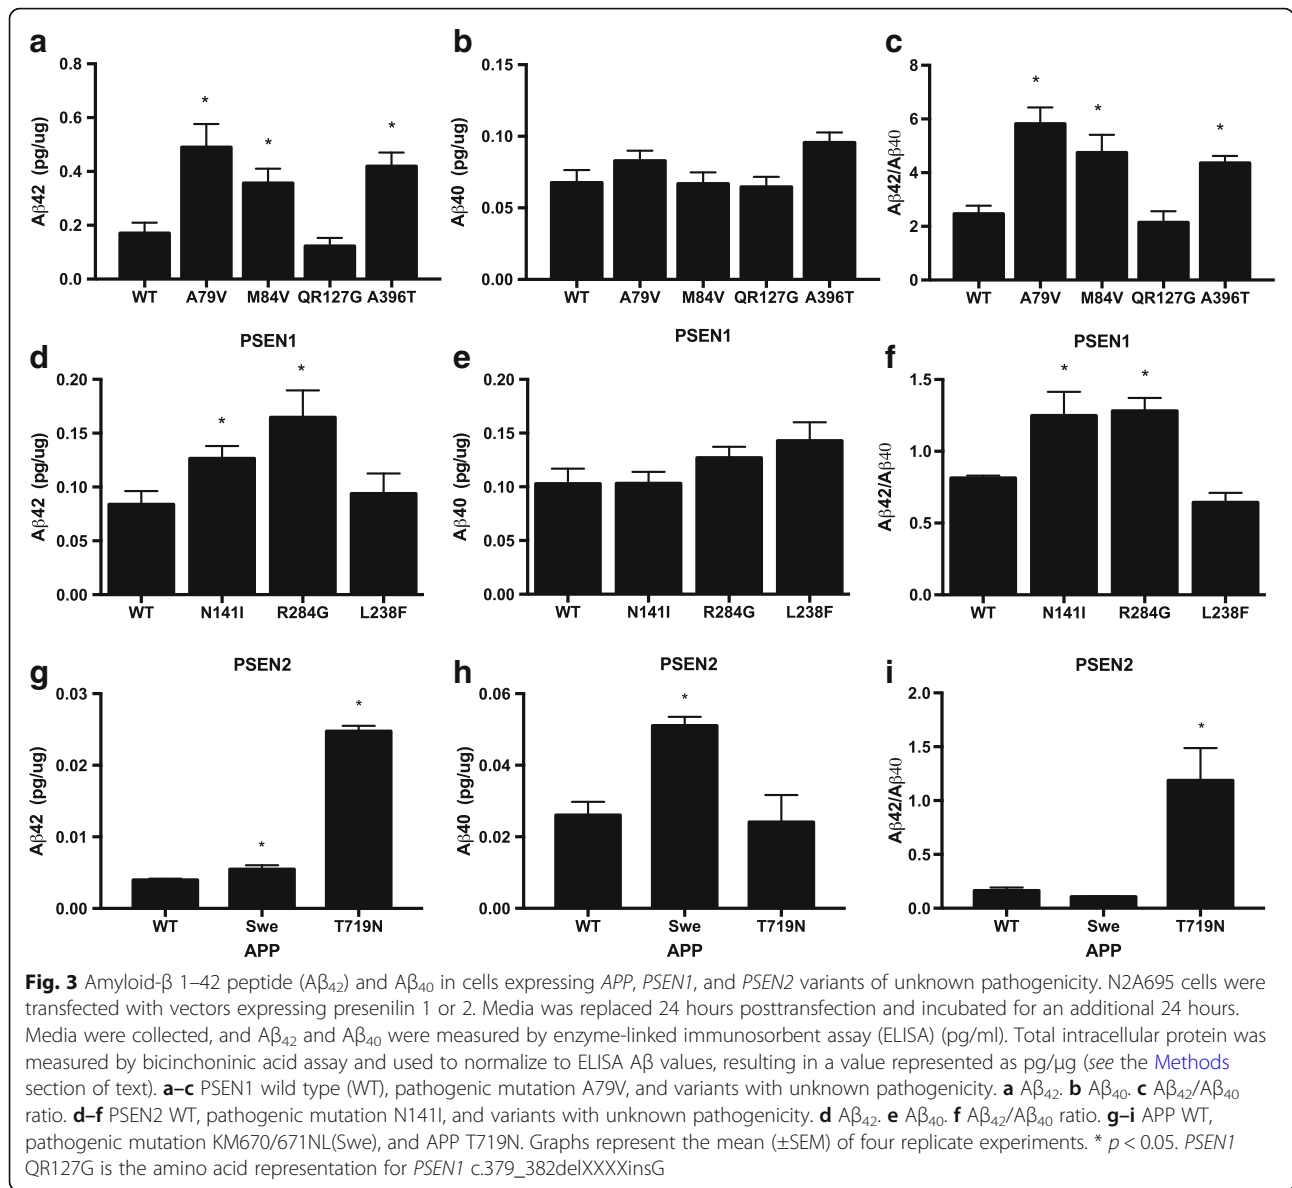 a
0.8
0.6
0.4
0.2
0.0
Aβ42 (pg/ug)
*
*
*
WT A79V M84V QR127G A396T
PSEN1
b
0.15
0.10
0.05
0.00
Aβ40 (pg/ug)
WT A79V M84V QR127G A396T
PSEN1
c
8
6
4
2
0
Aβ42/Aβ40
*
*
*
WT A79V M84V QR127G A396T
PSEN1
d
0.20
0.15
0.10
0.05
0.00
Aβ42 (pg/ug)
*
*
WT N141I R284G L238F
PSEN2
e
0.20
0.15
0.10
0.05
0.00
Aβ40 (pg/ug)
WT N141I R284G L238F
PSEN2
f
1.5
1.0
0.5
0.0
Aβ42/Aβ40
*
*
WT N141I R284G L238F
PSEN2
g
0.03
0.02
0.01
0.00
Aβ42 (pg/ug)
*
*
WT Swe T719N
APP
h
0.06
0.04
0.02
0.00
Aβ40 (pg/ug)
*
WT Swe T719N
APP
i
2.0
1.5
1.0
0.5
0.0
Aβ42/Aβ40
*
WT Swe T719N
APP
Fig. 3 Amyloid-β 1–42 peptide (Aβ42) and Aβ40 in cells expressing APP, PSEN1, and PSEN2 variants of unknown pathogenicity. N2A695 cells were
transfected with vectors expressing presenilin 1 or 2. Media was replaced 24 hours posttransfection and incubated for an additional 24 hours.
Media were collected, and Aβ42 and Aβ40 were measured by enzyme-linked immunosorbent assay (ELISA) (pg/ml). Total intracellular protein was
measured by bicinchoninic acid assay and used to normalize to ELISA Aβ values, resulting in a value represented as pg/μg (see the Methods
section of text). a–c PSEN1 wild type (WT), pathogenic mutation A79V, and variants with unknown pathogenicity. a Aβ42. b Aβ40. c Aβ42/Aβ40
ratio. d–f PSEN2 WT, pathogenic mutation N141I, and variants with unknown pathogenicity. d Aβ42. e Aβ40. f Aβ42/Aβ40 ratio. g–i APP WT,
pathogenic mutation KM670/671NL(Swe), and APP T719N. Graphs represent the mean (±SEM) of four replicate experiments. * p < 0.05. PSEN1
QR127G is the amino acid representation for PSEN1 c.379_382delXXXXinsG